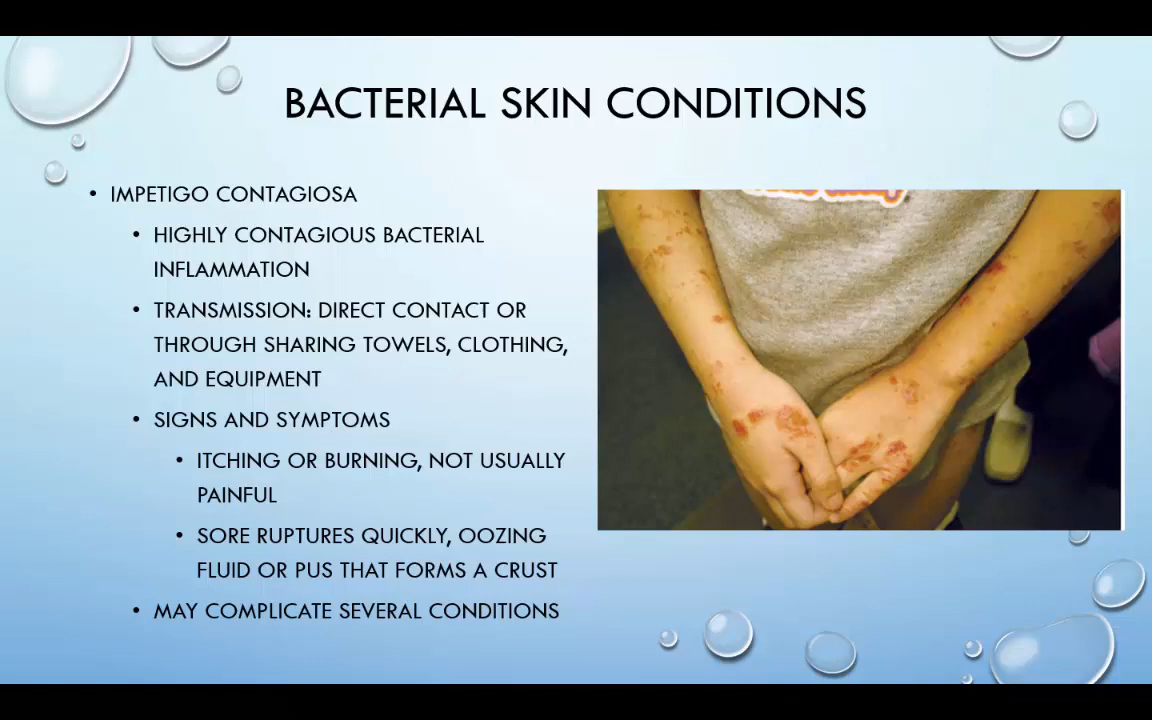 BACTERIAL SKIN CONDITIONS
• IMPETIGO CONTAGIOSA
• HIGHLY CONTAGIOUS BACTERIAL
INFLAMMATION
• TRANSMISSION: DIRECT CONTACT OR
THROUGH SHARING TOWELS, CLOTHING,
AND EQUIPMENT
• SIGNS AND SYMPTOMS
• ITCHING OR BURNING, NOT USUALLY
PAINFUL
• SORE RUPTURES QUICKLY, OOZING
FLUID OR PUS THAT FORMS A CRUST
• MAY COMPLICATE SEVERAL CONDITIONS